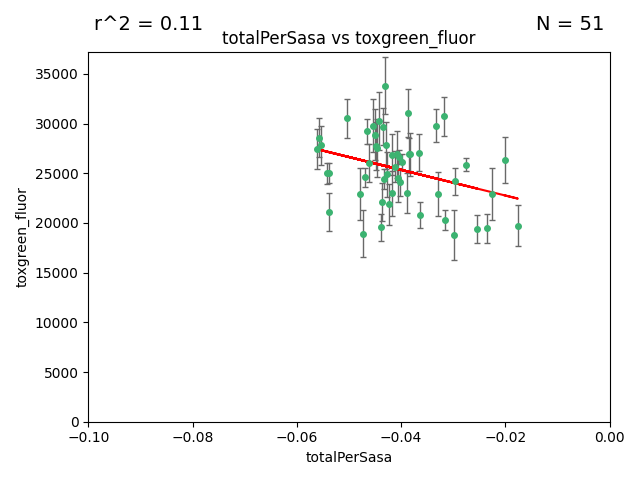 r^2 = 0.11
N = 51
totalPerSasa vs toxgreen_fluor
35000
30000
25000
20000
15000
10000
5000
0
toxgreen_fluor
−0.10
−0.08
−0.06
−0.04
−0.02
0.00
totalPerSasa